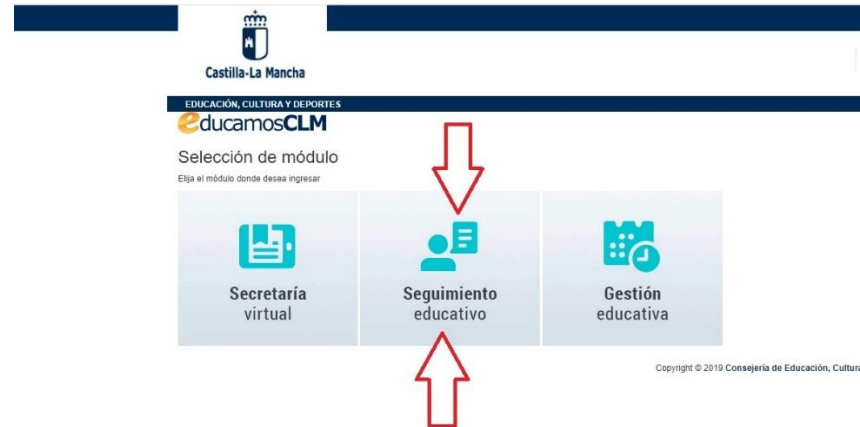 Castilla-La Mancha
EDUCACIÓN, CULTURA Y DEPORTES
educamosCLM
Selección de módulo
Elija el módulo donde desea ingresar
Secretaría
virtual
Seguimiento
educativo
Gestión
educativa
Copyright © 2019 Consejería de Educación, Cultura